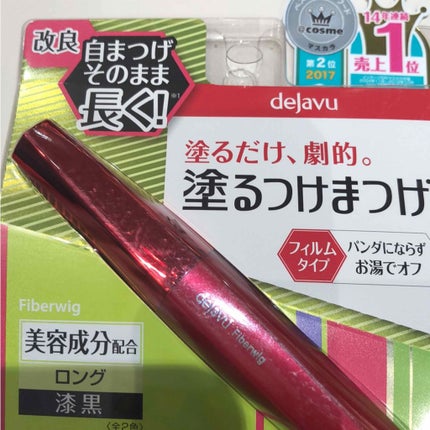 改良
自まつげ
そのまま
長く!
※1
@cosme
マスカラ
第2位
2017
14年連続
1
売上
位
dejavu
塗るだけ、劇的。
塗るつけまつげ
フィルム
タイプ
パンダにならず
お湯でオフ
Fiberwig
美容成分配合
ロング
漆黒
〈全2色〉
dejavu Fiberwig